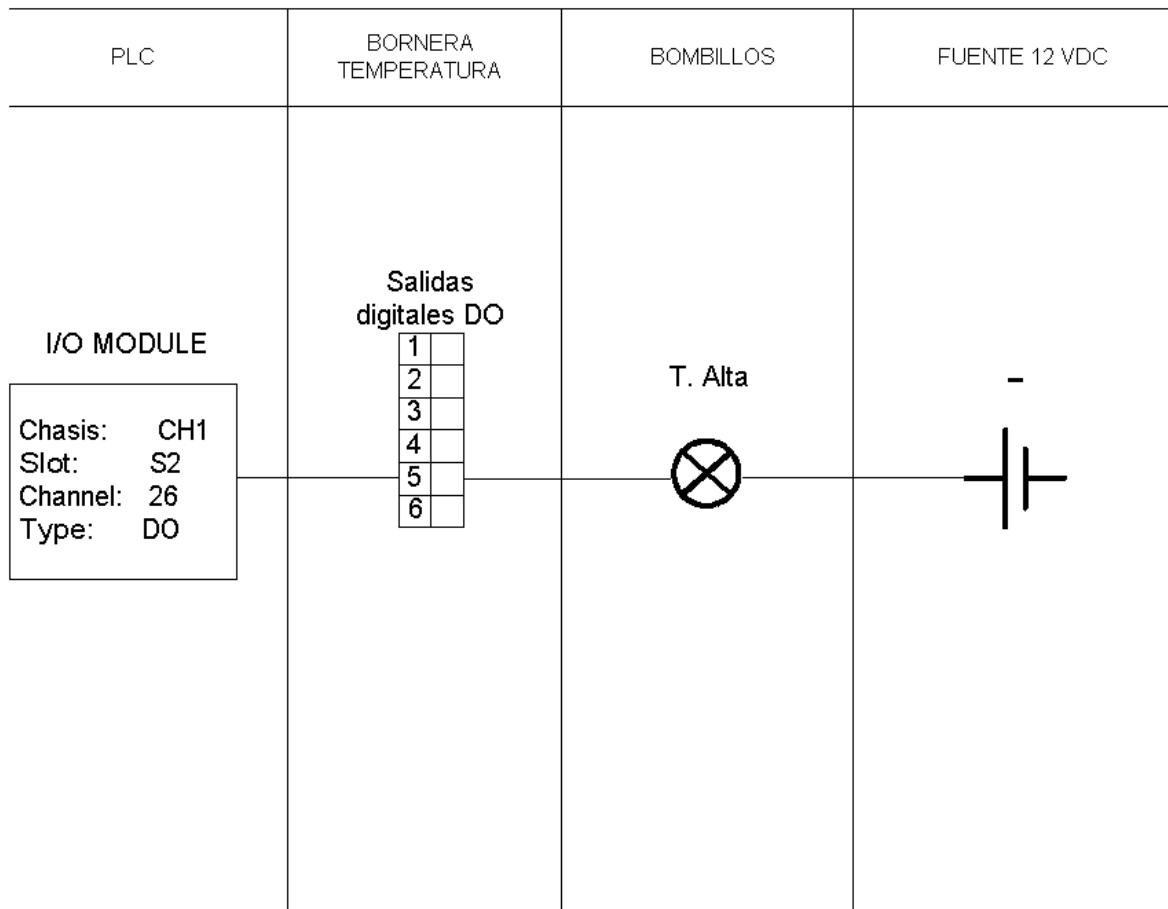 PLC
BORNERA
TEMPERATURA
BOMBILLOS
FUENTE 12 VDC
I/O MODULE
Chasis: CH1
Slot: S2
Channel: 26
Type: DO
Salidas
digitales DO
1
2
3
4
5
6
T. Alta
-